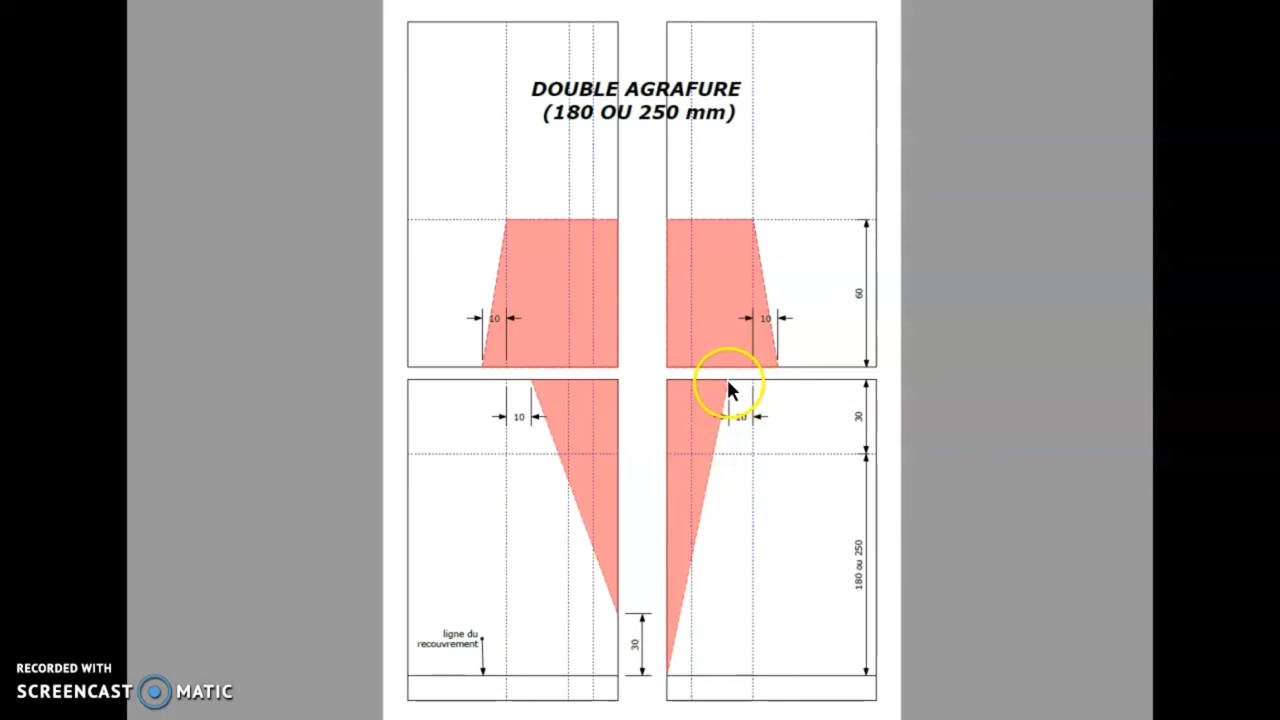 DOUBLE AGRAFURE
(180 OU 250 mm)
60
10
10
10
10
30
180 ou 250
ligne du
recouvrement
30
RECORDED WITH
SCREENCAST MATIC